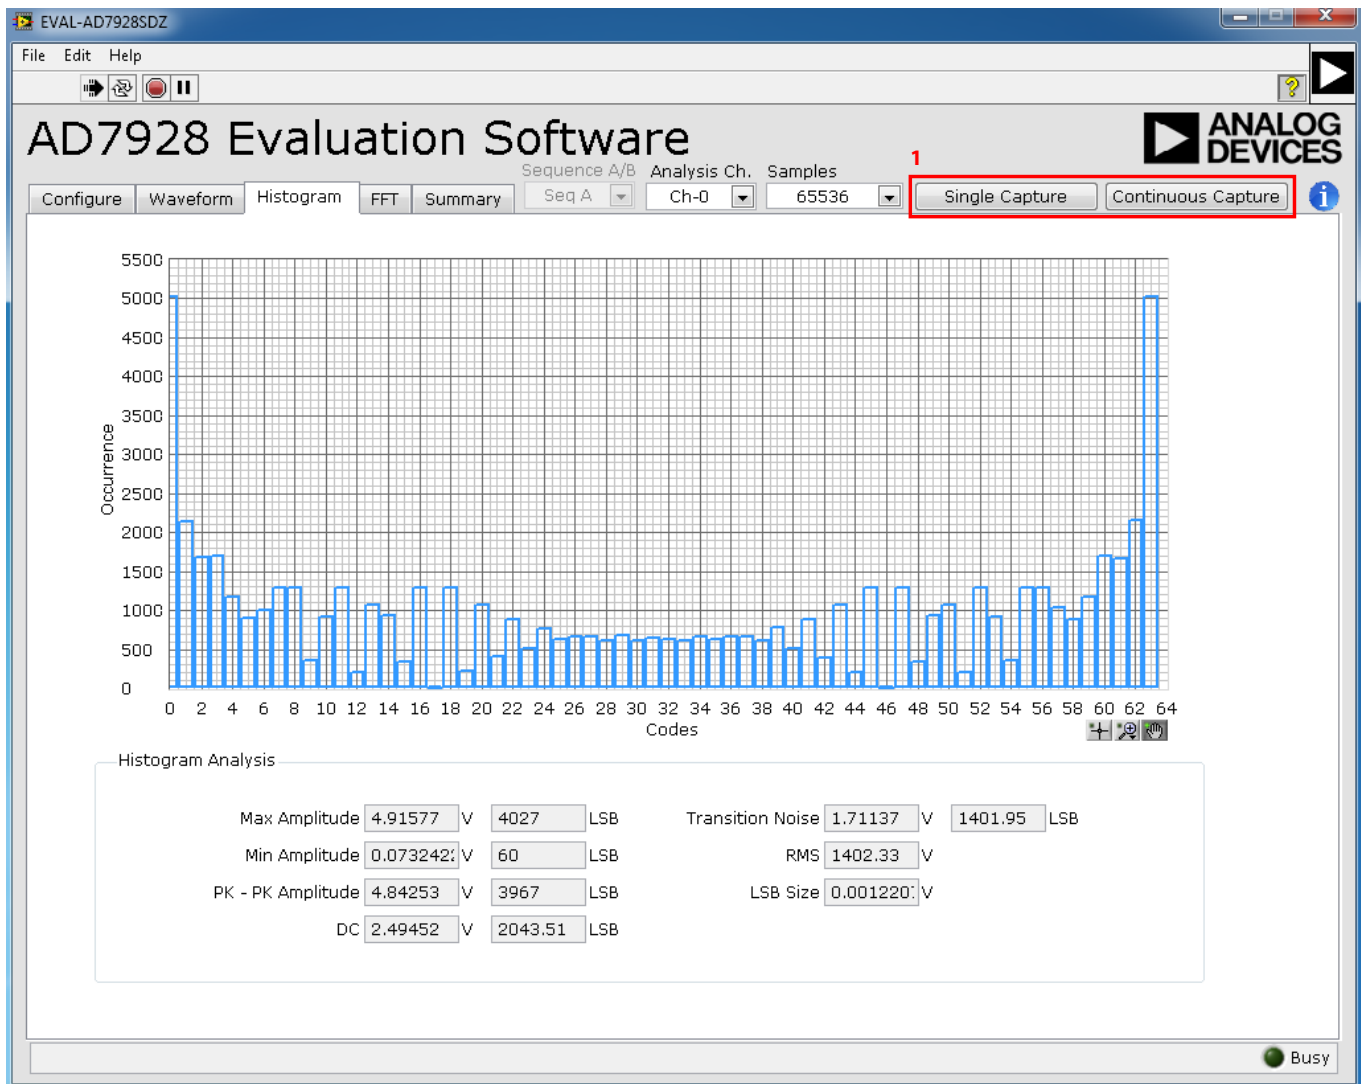 EVAL-AD7928SDZ
File Edit Help
AD7928 Evaluation Software
ANALOG
DEVICES
1
Sequence A/B Analysis Ch. Samples
Configure Waveform Histogram FFT Summary Seq A Ch-0 65536 Single Capture Continuous Capture
5500
5000
4500
4000
3500
3000
2500
2000
1500
1000
500
0
Occurrence
0 2 4 6 8 10 12 14 16 18 20 22 24 26 28 30 32 34 36 38 40 42 44 46 48 50 52 54 56 58 60 62 64
Codes
Histogram Analysis
Max Amplitude 4.91577 V 4027 LSB Transition Noise 1.71137 V 1401.95 LSB
Min Amplitude 0.073242 V 60 LSB RMS 1402.33 V
PK - PK Amplitude 4.84253 V 3967 LSB LSB Size 0.001220 V
DC 2.49452 V 2043.51 LSB
Busy